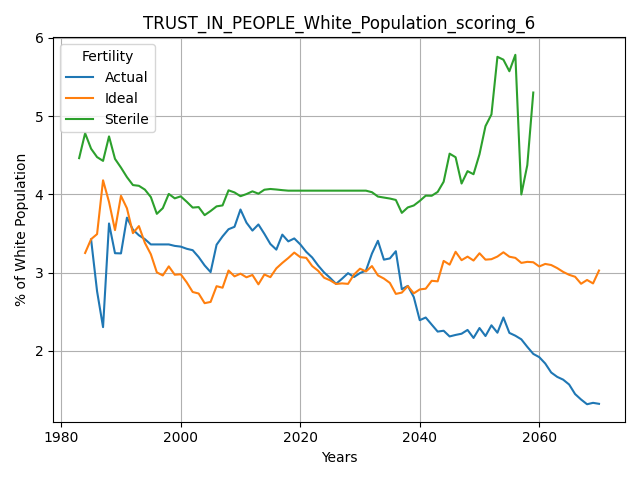 TRUST_IN_PEOPLE_White_Population_scoring_6
Fertility
Actual
Ideal
Sterile
% of White Population
6
5
4
3
2
1980
2000
2020
2040
2060
Years